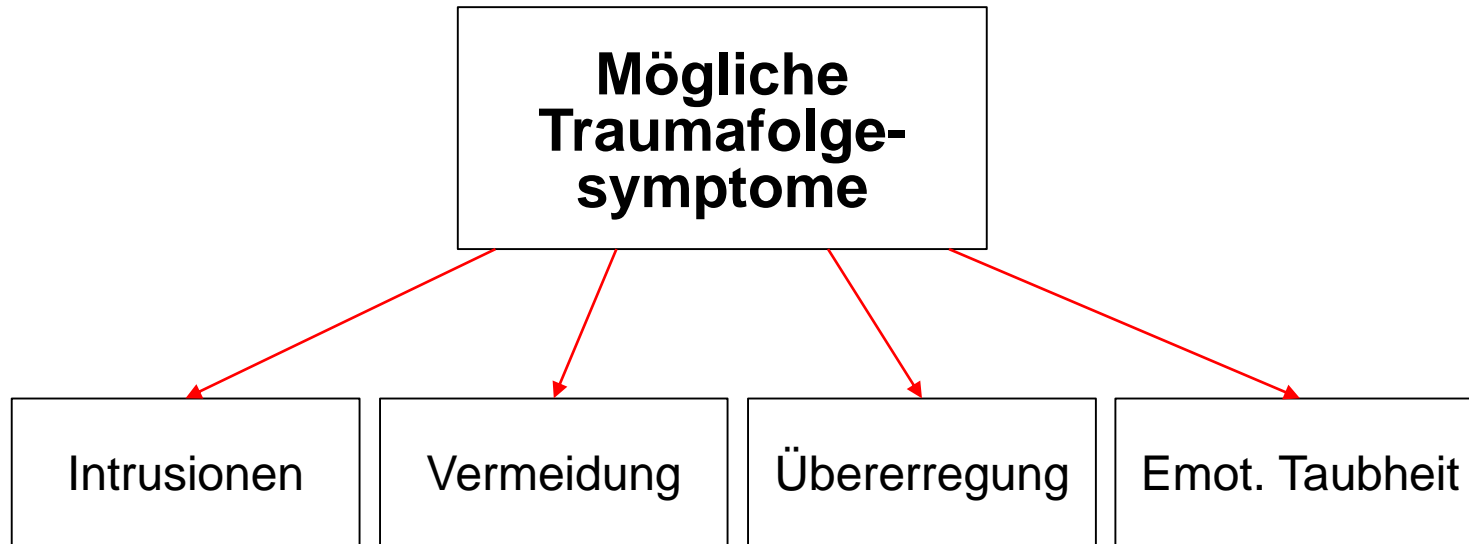 Mögliche
Traumafolge-
symptome
Intrusionen
Vermeidung
Übererregung
Emot. Taubheit